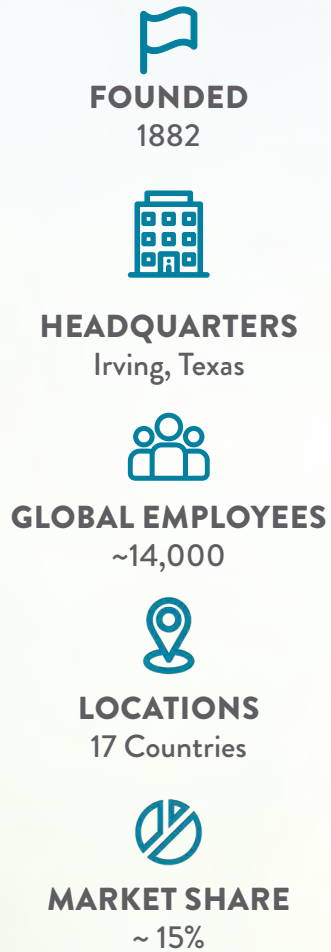 FOUNDED
1882
HEADQUARTERS
Irving, Texas
GLOBAL EMPLOYEES
~14,000
LOCATIONS
17 Countries
MARKET SHARE
~ 15%